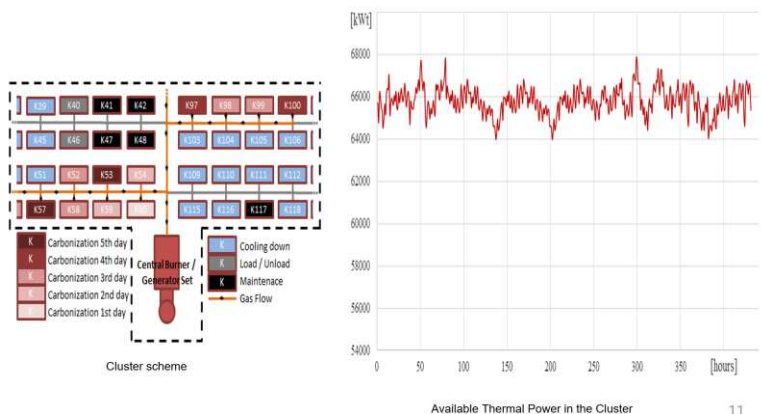 [kWt]
68000
66000
64000
62000
60000
58000
56000
54000
0 50 100 150 200 250 300 350 [hours]
K39 K40 K41 K42 K97 K98 K99 K100
K45 K46 K47 K48 K103 K104 K105 K106
K51 K52 K53 K54 K109 K110 K111 K112
K57 K58 K115 K116 K117 K118
K Carbonization 5th day
K Carbonization 4th day
K Carbonization 3rd day
K Carbonization 2nd day
K Carbonization 1st day
Central Burner /
Generator Set
K Cooling down
K Load / Unload
K Maintenace
Gas Flow
Cluster scheme
Available Thermal Power in the Cluster
11